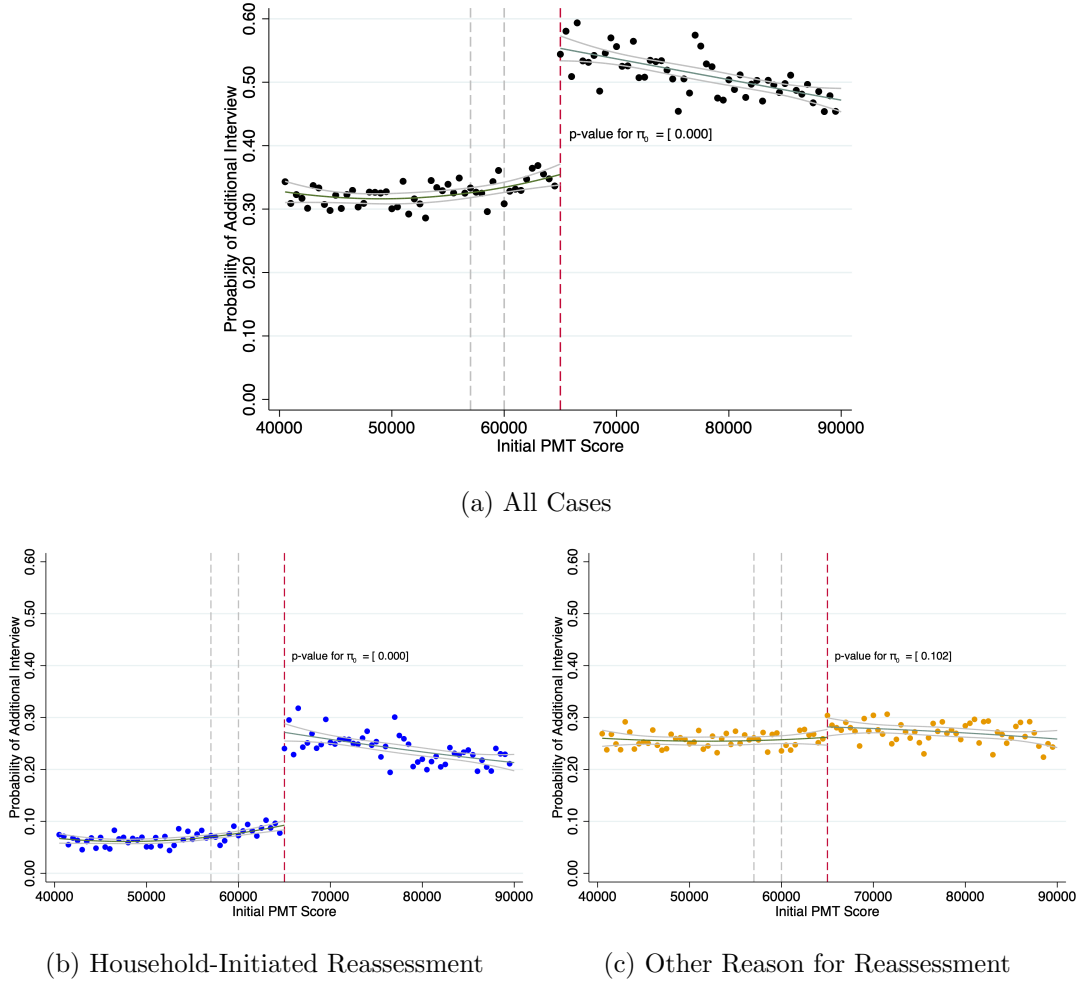 0.60
0.50
0.40
0.30
0.20
0.10
0.00
Probability of Additional Interview
p-value for π₀ = [ 0.000]
40000 50000 60000 70000 80000 90000
Initial PMT Score
(a) All Cases
0.60
0.50
0.40
0.30
0.20
0.10
0.00
Probability of Additional Interview
p-value for π₀ = [ 0.000]
40000 50000 60000 70000 80000 90000
Initial PMT Score
(b) Household-Initiated Reassessment
0.60
0.50
0.40
0.30
0.20
0.10
0.00
Probability of Additional Interview
p-value for π₀ = [ 0.102]
40000 50000 60000 70000 80000 90000
Initial PMT Score
(c) Other Reason for Reassessment